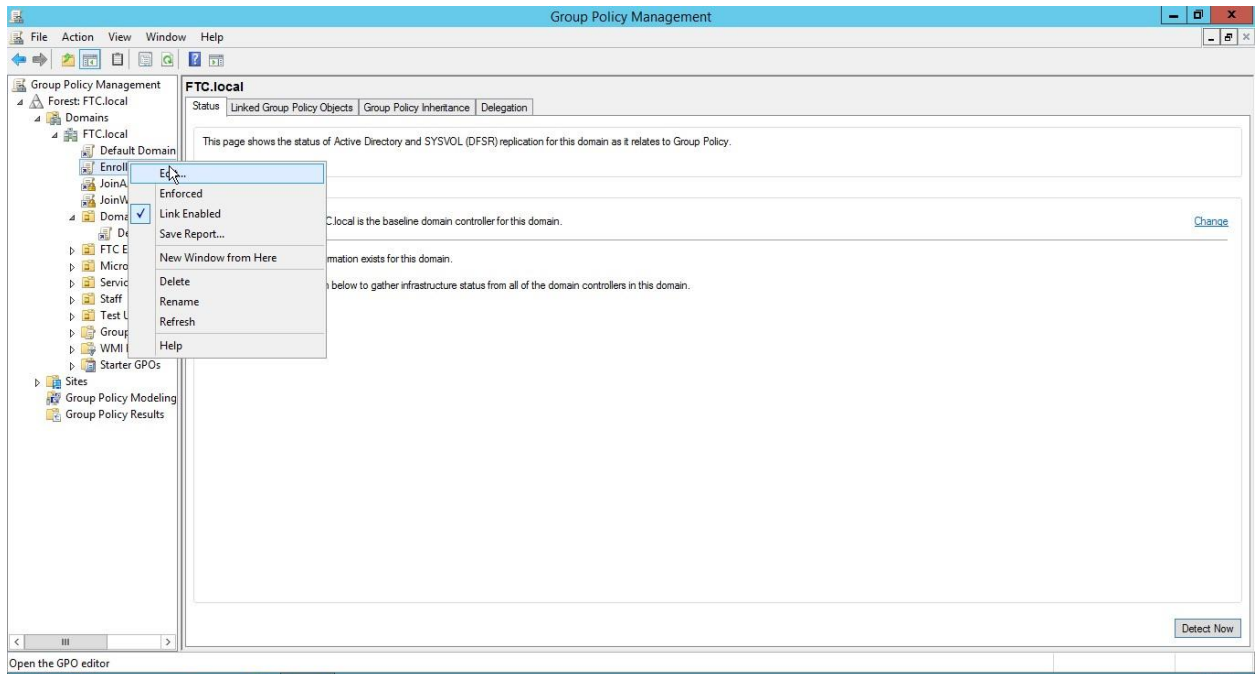 Group Policy Management
File Action View Window Help
Group Policy Management
Forest: FTC.local
Domains
FTC.local
Default Domain
Enroll
JoinA
JoinW
Doma
De
FTC E
Micro
Servic
Staff
Test U
Group
WMI
Starter GPOs
Sites
Group Policy Modeling
Group Policy Results
Enforced
Link Enabled
Save Report...
New Window from Here
Delete
Rename
Refresh
Help
FTC.local
Status Linked Group Policy Objects Group Policy Inheritance Delegation
This page shows the status of Active Directory and SYSVOL (DFSR) replication for this domain as it relates to Group Policy.
C.local is the baseline domain controller for this domain.
Change
rmation exists for this domain.
below to gather infrastructure status from all of the domain controllers in this domain.
Detect Now
Open the GPO editor